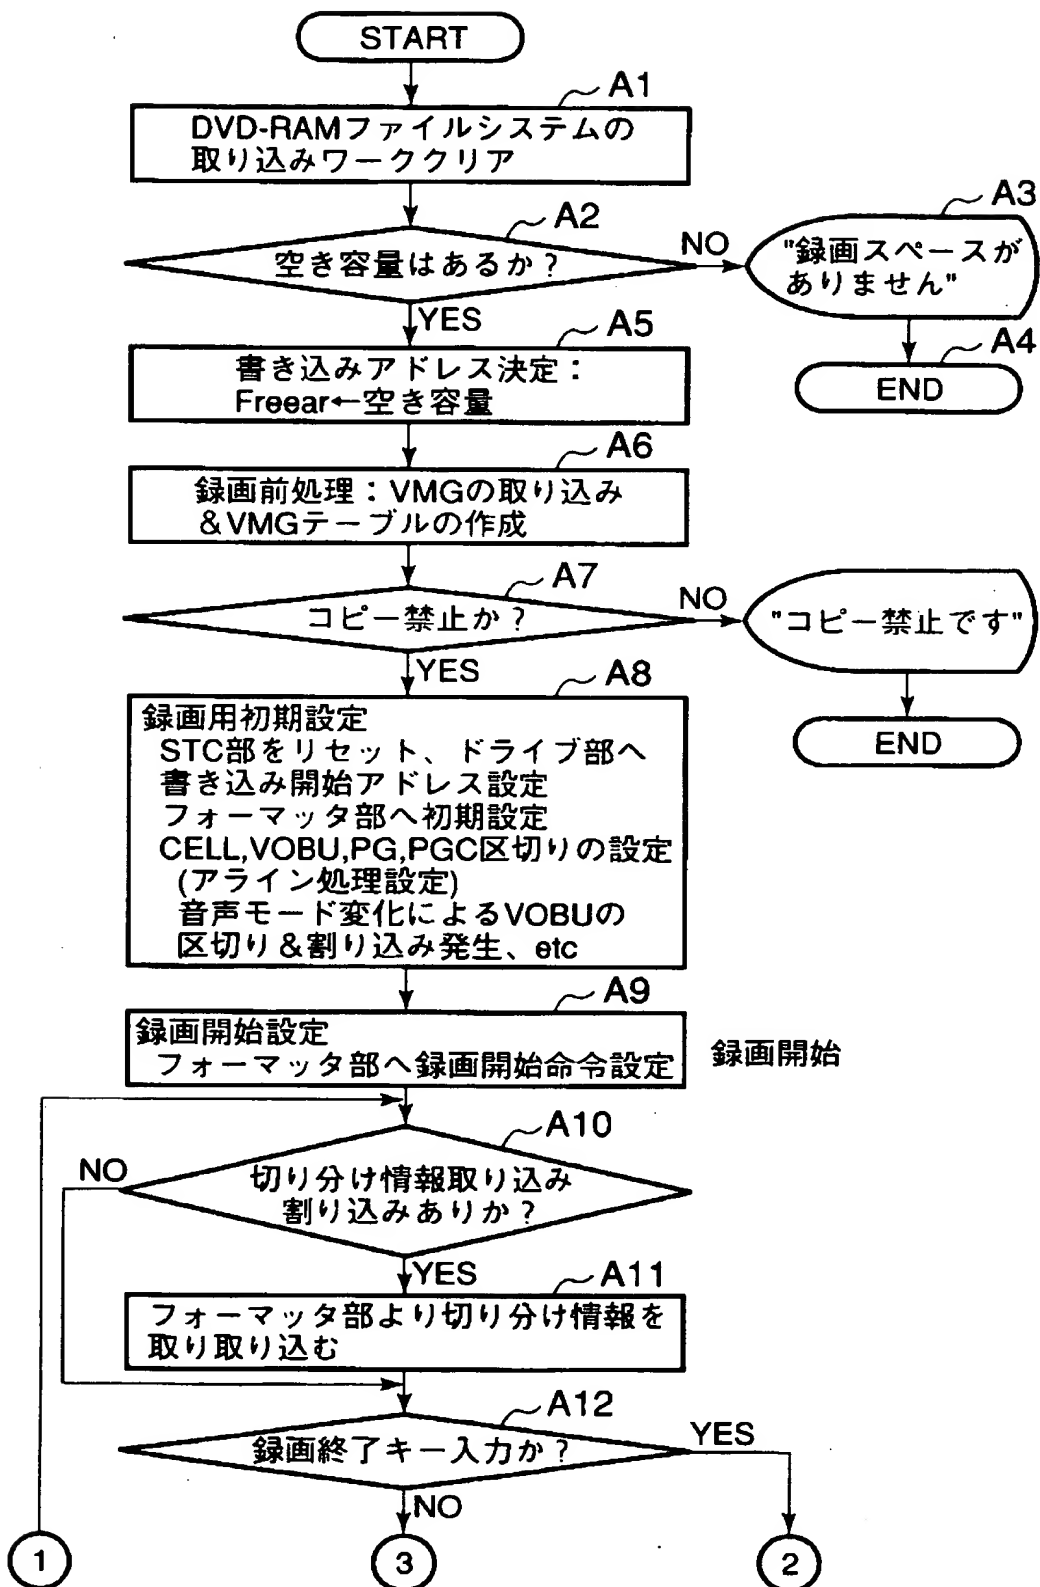 START
A1
DVD-RAMファイルシステムの
取り込みワーククリア
A2
空き容量はあるか?
NO
A3
"録画スペースが
ありません"
YES
A4
END
A5
書き込みアドレス決定:
Freear←空き容量
A6
録画前処理:VMGの取り込み
&VMGテーブルの作成
A7
コピー禁止か?
NO
"コピー禁止です"
YES
END
A8
録画用初期設定
STC部をリセット、ドライブ部へ
書き込み開始アドレス設定
フォーマッタ部へ初期設定
CELL,VOBU,PG,PGC区切りの設定
(アライン処理設定)
音声モード変化によるVOBUの
区切り&割り込み発生、etc
A9
録画開始設定
フォーマッタ部へ録画開始命令設定
録画開始
A10
NO
切り分け情報取り込み
割り込みありか?
YES
A11
フォーマッタ部より切り分け情報を
取り取り込む
A12
録画終了キー入力か?
YES
NO
1
3
2